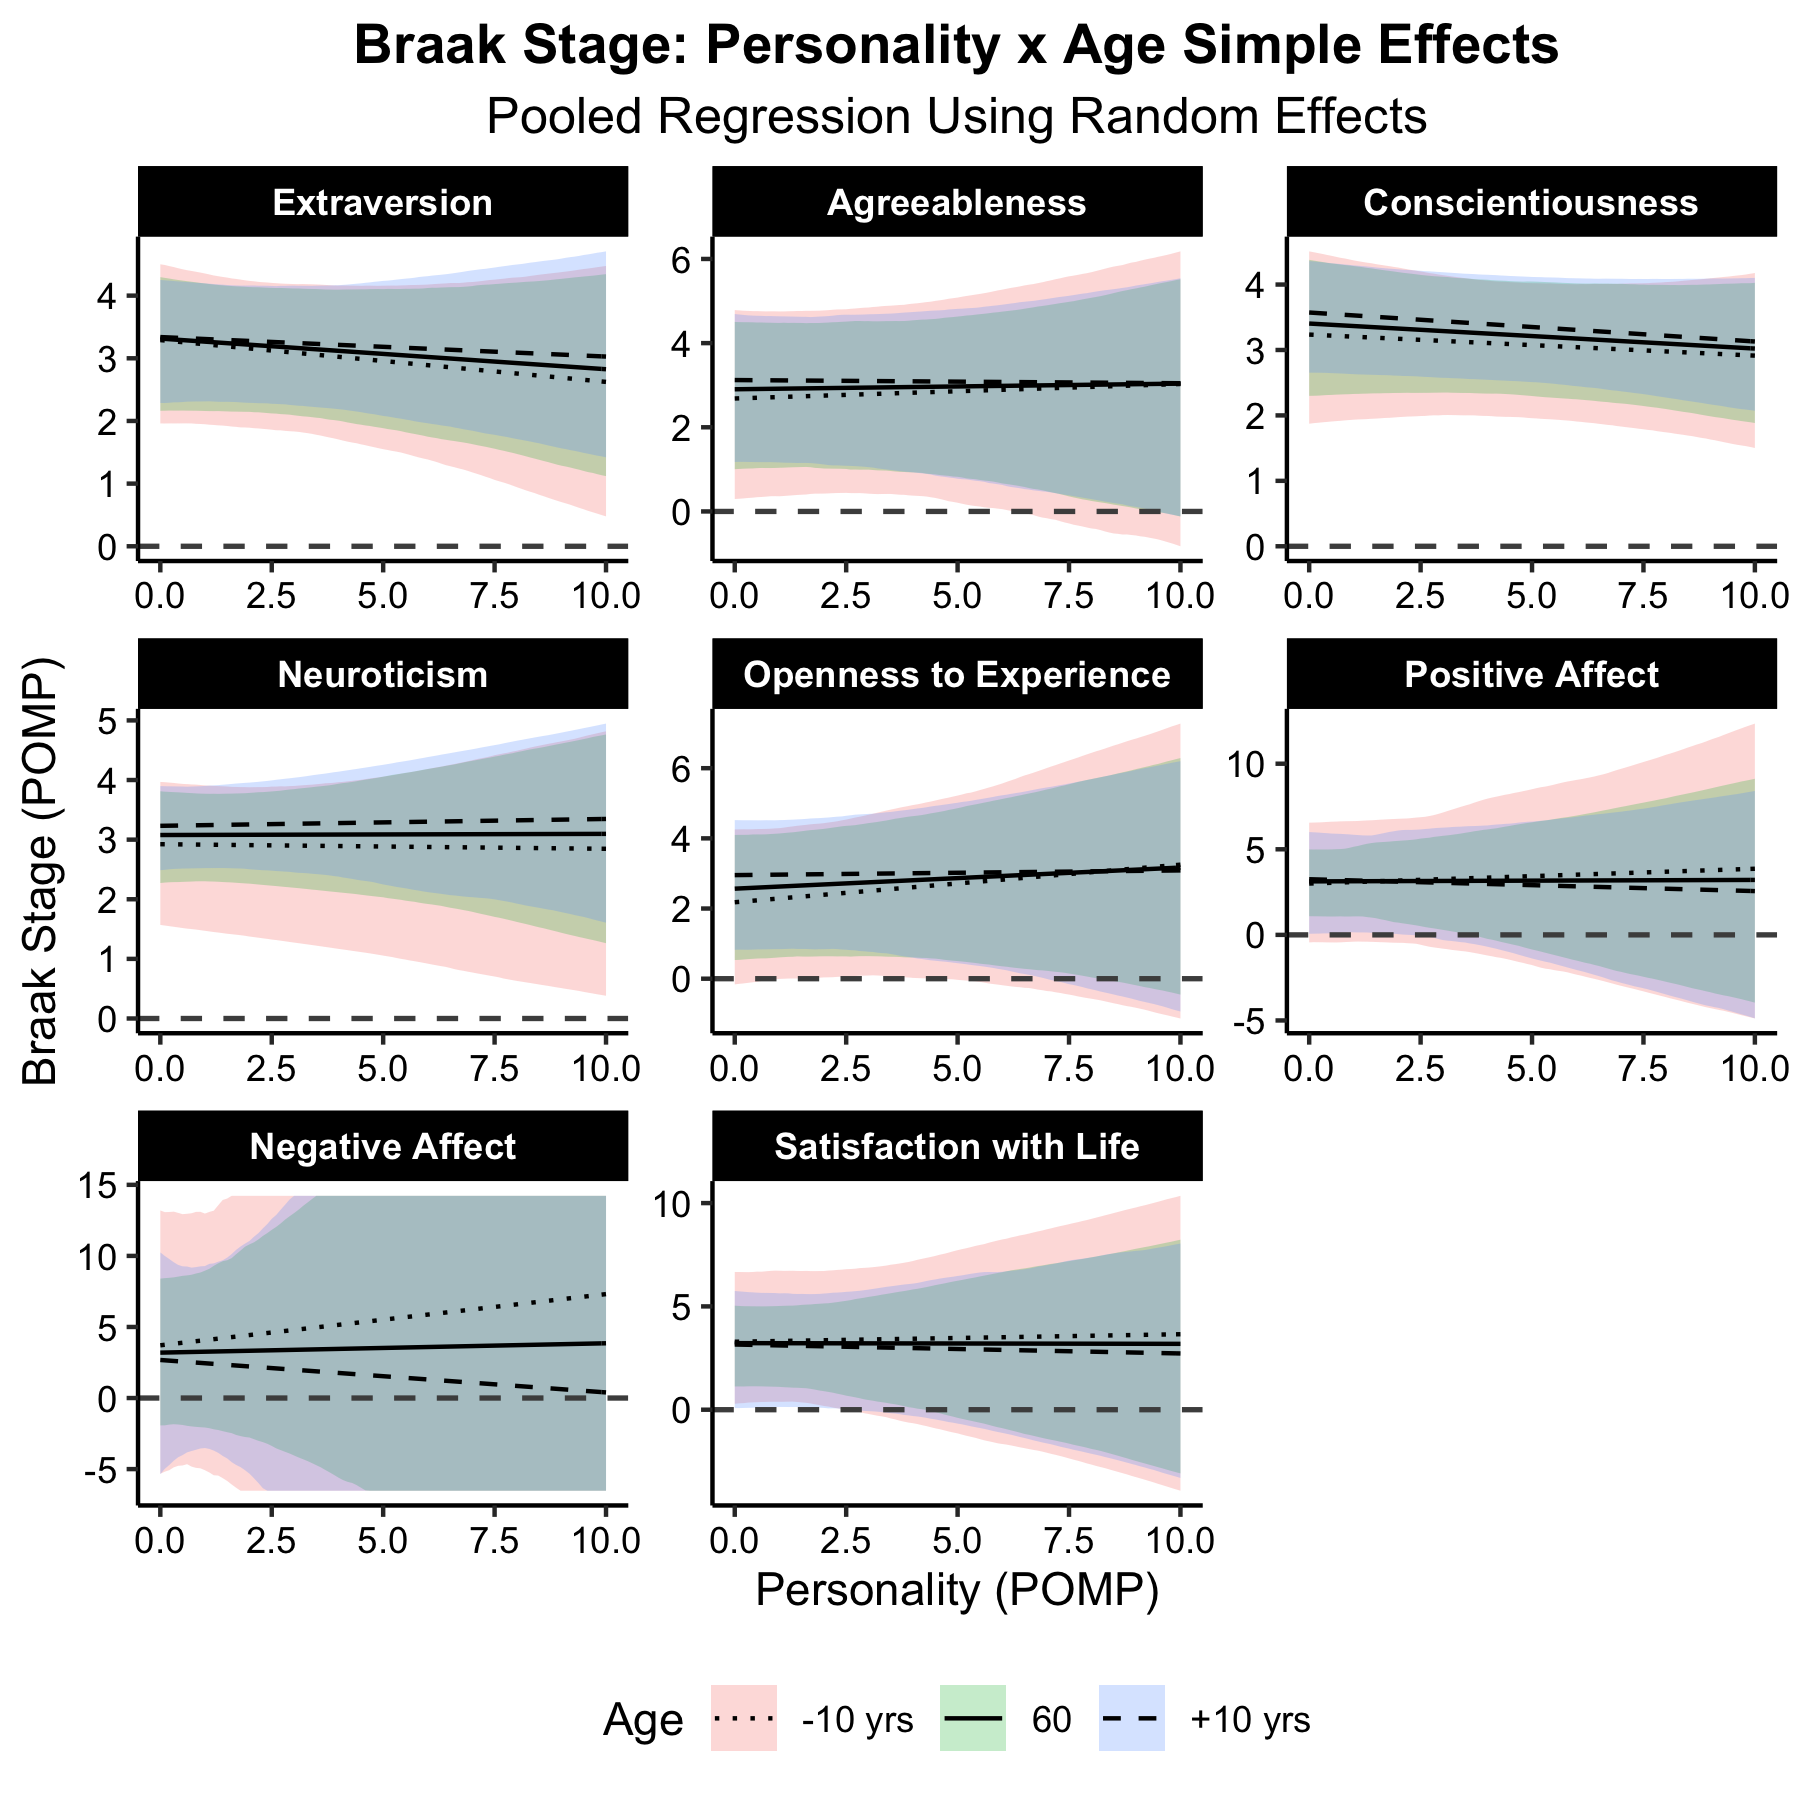 Braak Stage: Personality x Age Simple Effects
Pooled Regression Using Random Effects
Extraversion
4
3
2
1
0
0.0 2.5 5.0 7.5 10.0
Agreeableness
6
4
2
0
0.0 2.5 5.0 7.5 10.0
Conscientiousness
4
3
2
1
0
0.0 2.5 5.0 7.5 10.0
Neuroticism
5
4
3
2
1
0
0.0 2.5 5.0 7.5 10.0
Openness to Experience
6
4
2
0
0.0 2.5 5.0 7.5 10.0
Positive Affect
10
5
0
-5
0.0 2.5 5.0 7.5 10.0
Negative Affect
15
10
5
0
-5
0.0 2.5 5.0 7.5 10.0
Satisfaction with Life
10
5
0
0.0 2.5 5.0 7.5 10.0
Braak Stage (POMP)
Personality (POMP)
Age -10 yrs 60 +10 yrs